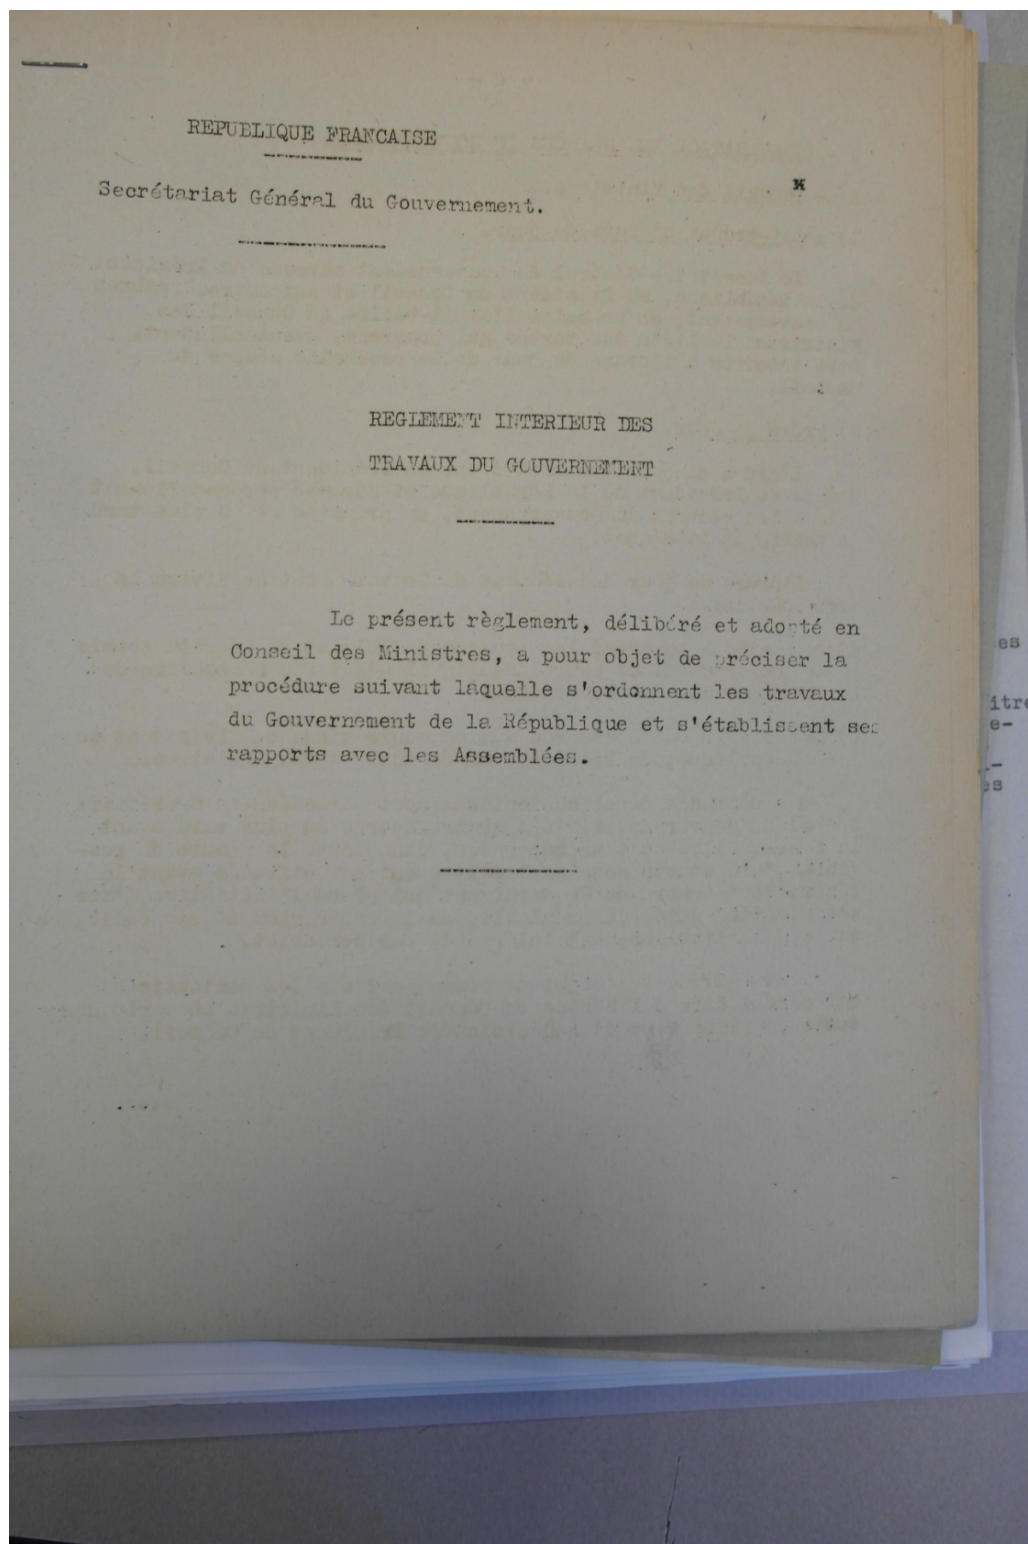 REPUBLIQUE FRANCAISE
Secrétariat Général du Gouvernement.
REGLEMENT INTERIEUR DES
TRAVAUX DU GOUVERNEMENT
Le présent règlement, délibéré et adopté en
Conseil des Ministres, a pour objet de préciser la
procédure suivant laquelle s'ordonnent les travaux
du Gouvernement de la République et s'établissent ses
rapports avec les Assemblées.